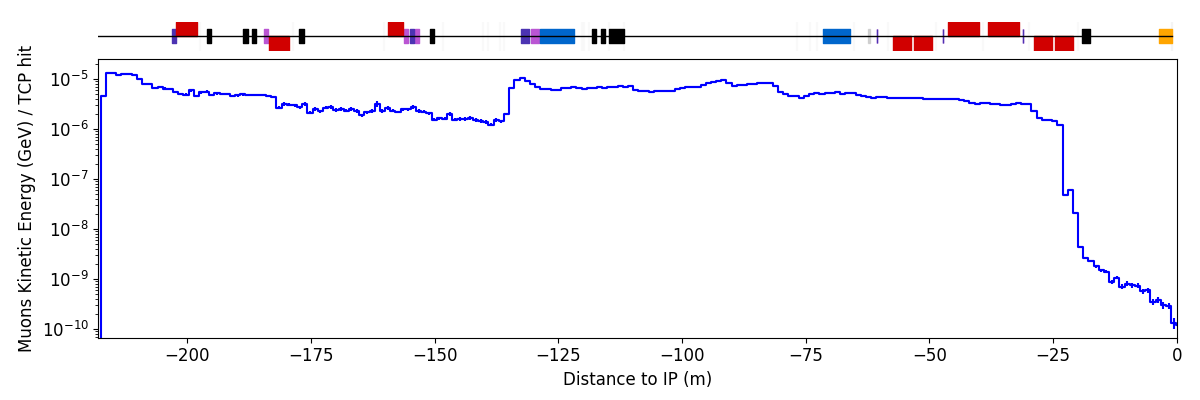 Muons Kinetic Energy (GeV) / TCP hit
10⁻⁵
10⁻⁶
10⁻⁷
10⁻⁸
10⁻⁹
10⁻¹⁰
−200 −175 −150 −125 −100 −75 −50 −25 0
Distance to IP (m)